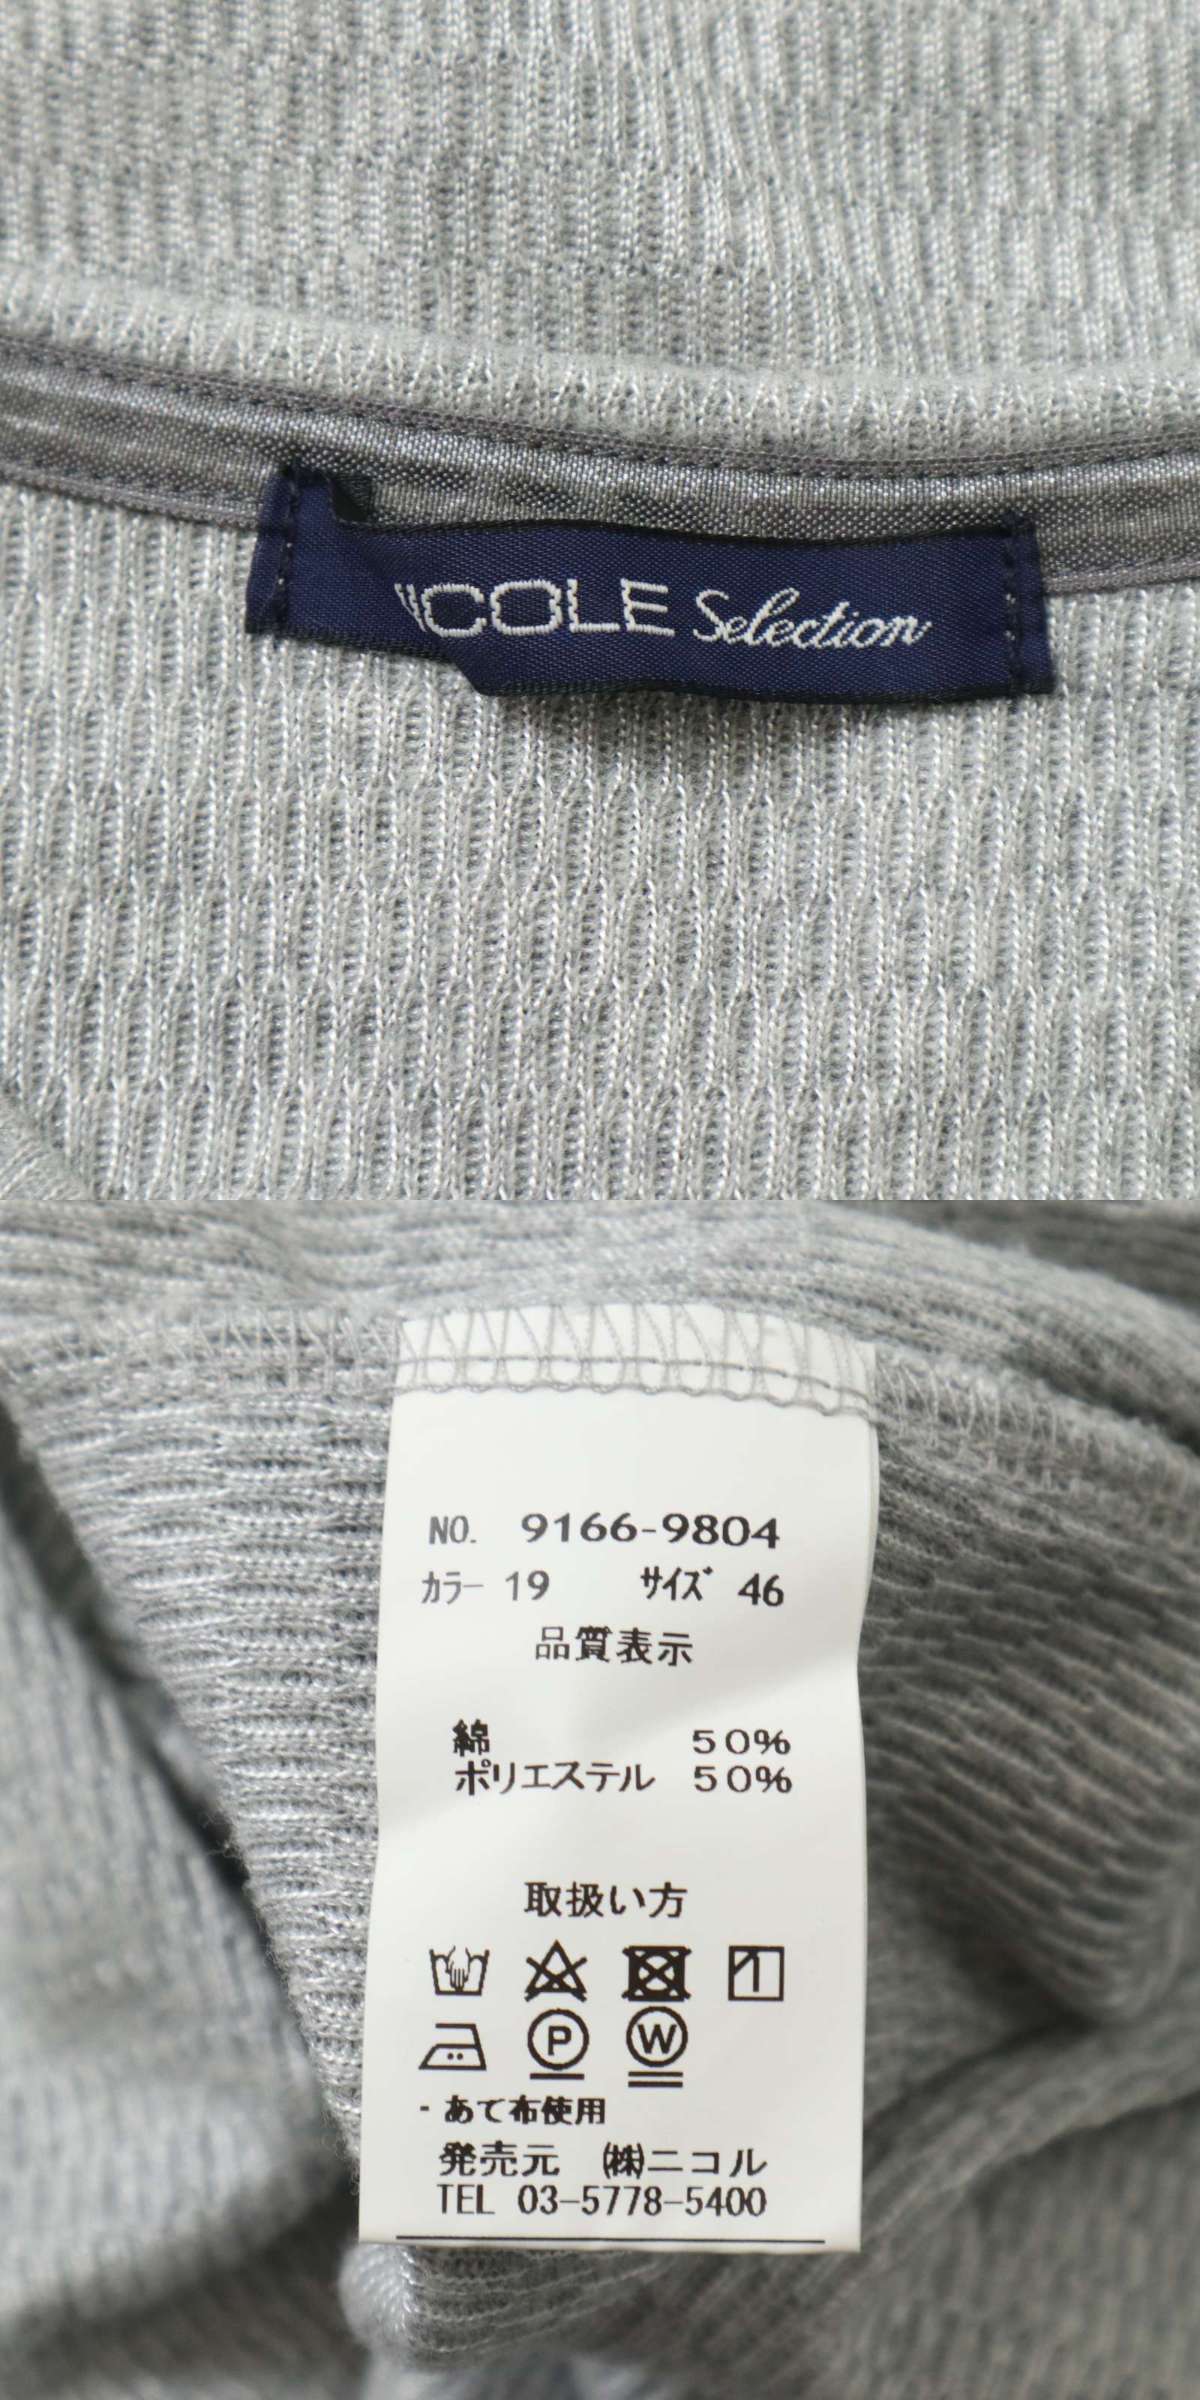 COLE Selection
NO. 9166-9804
カラー 19 サイズ 46
品質表示
綿 50%
ポリエステル 50%
取扱い方
P W
・あて布使用
発売元 ㈱ニコル
TEL 03-5778-5400